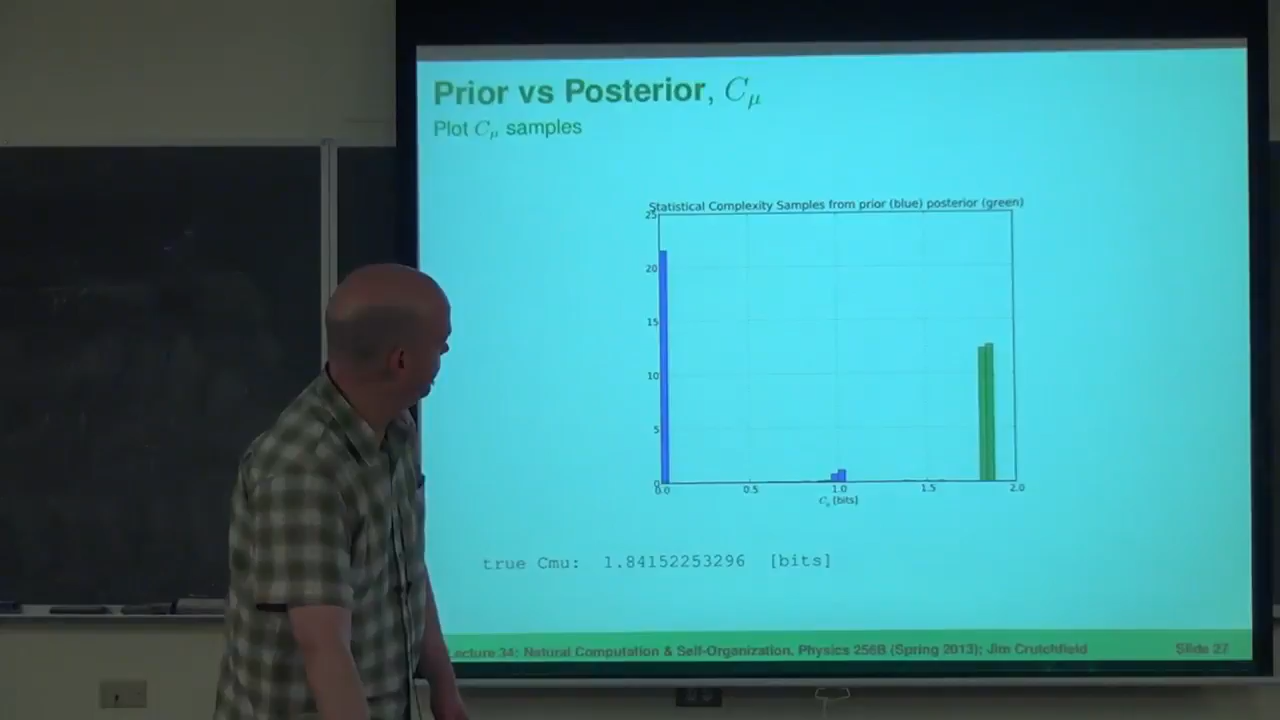 Prior vs Posterior, Cμ
Plot Cμ samples
Statistical Complexity Samples from prior (blue) posterior (green)
25
20
15
10
5
0
0.0 0.5 1.0 1.5 2.0
Cμ [bits]
true Cmu: 1.84152253296 [bits]
Lecture 34: Natural Computation & Self-Organization, Physics 256B (Spring 2013); Jim Crutchfield Slide 27